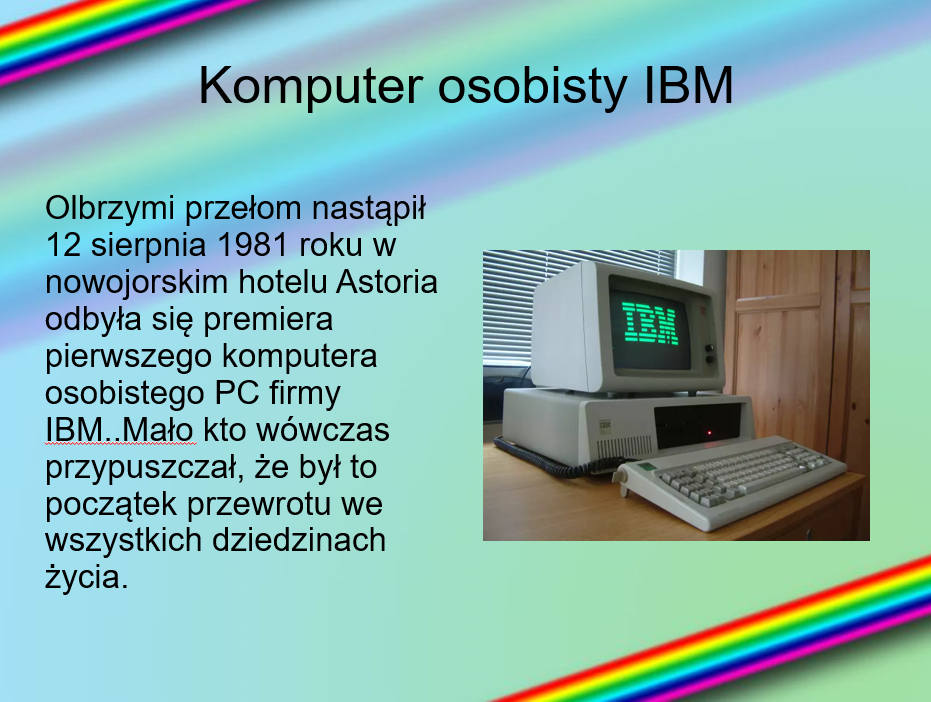 Komputer osobisty IBM
Olbrzymi przełom nastąpił
12 sierpnia 1981 roku w
nowojorskim hotelu Astoria
odbyła się premiera
pierwszego komputera
osobistego PC firmy
IBM..Mało kto wówczas
przypuszczał, że był to
początek przewrotu we
wszystkich dziedzinach
życia.
IBM